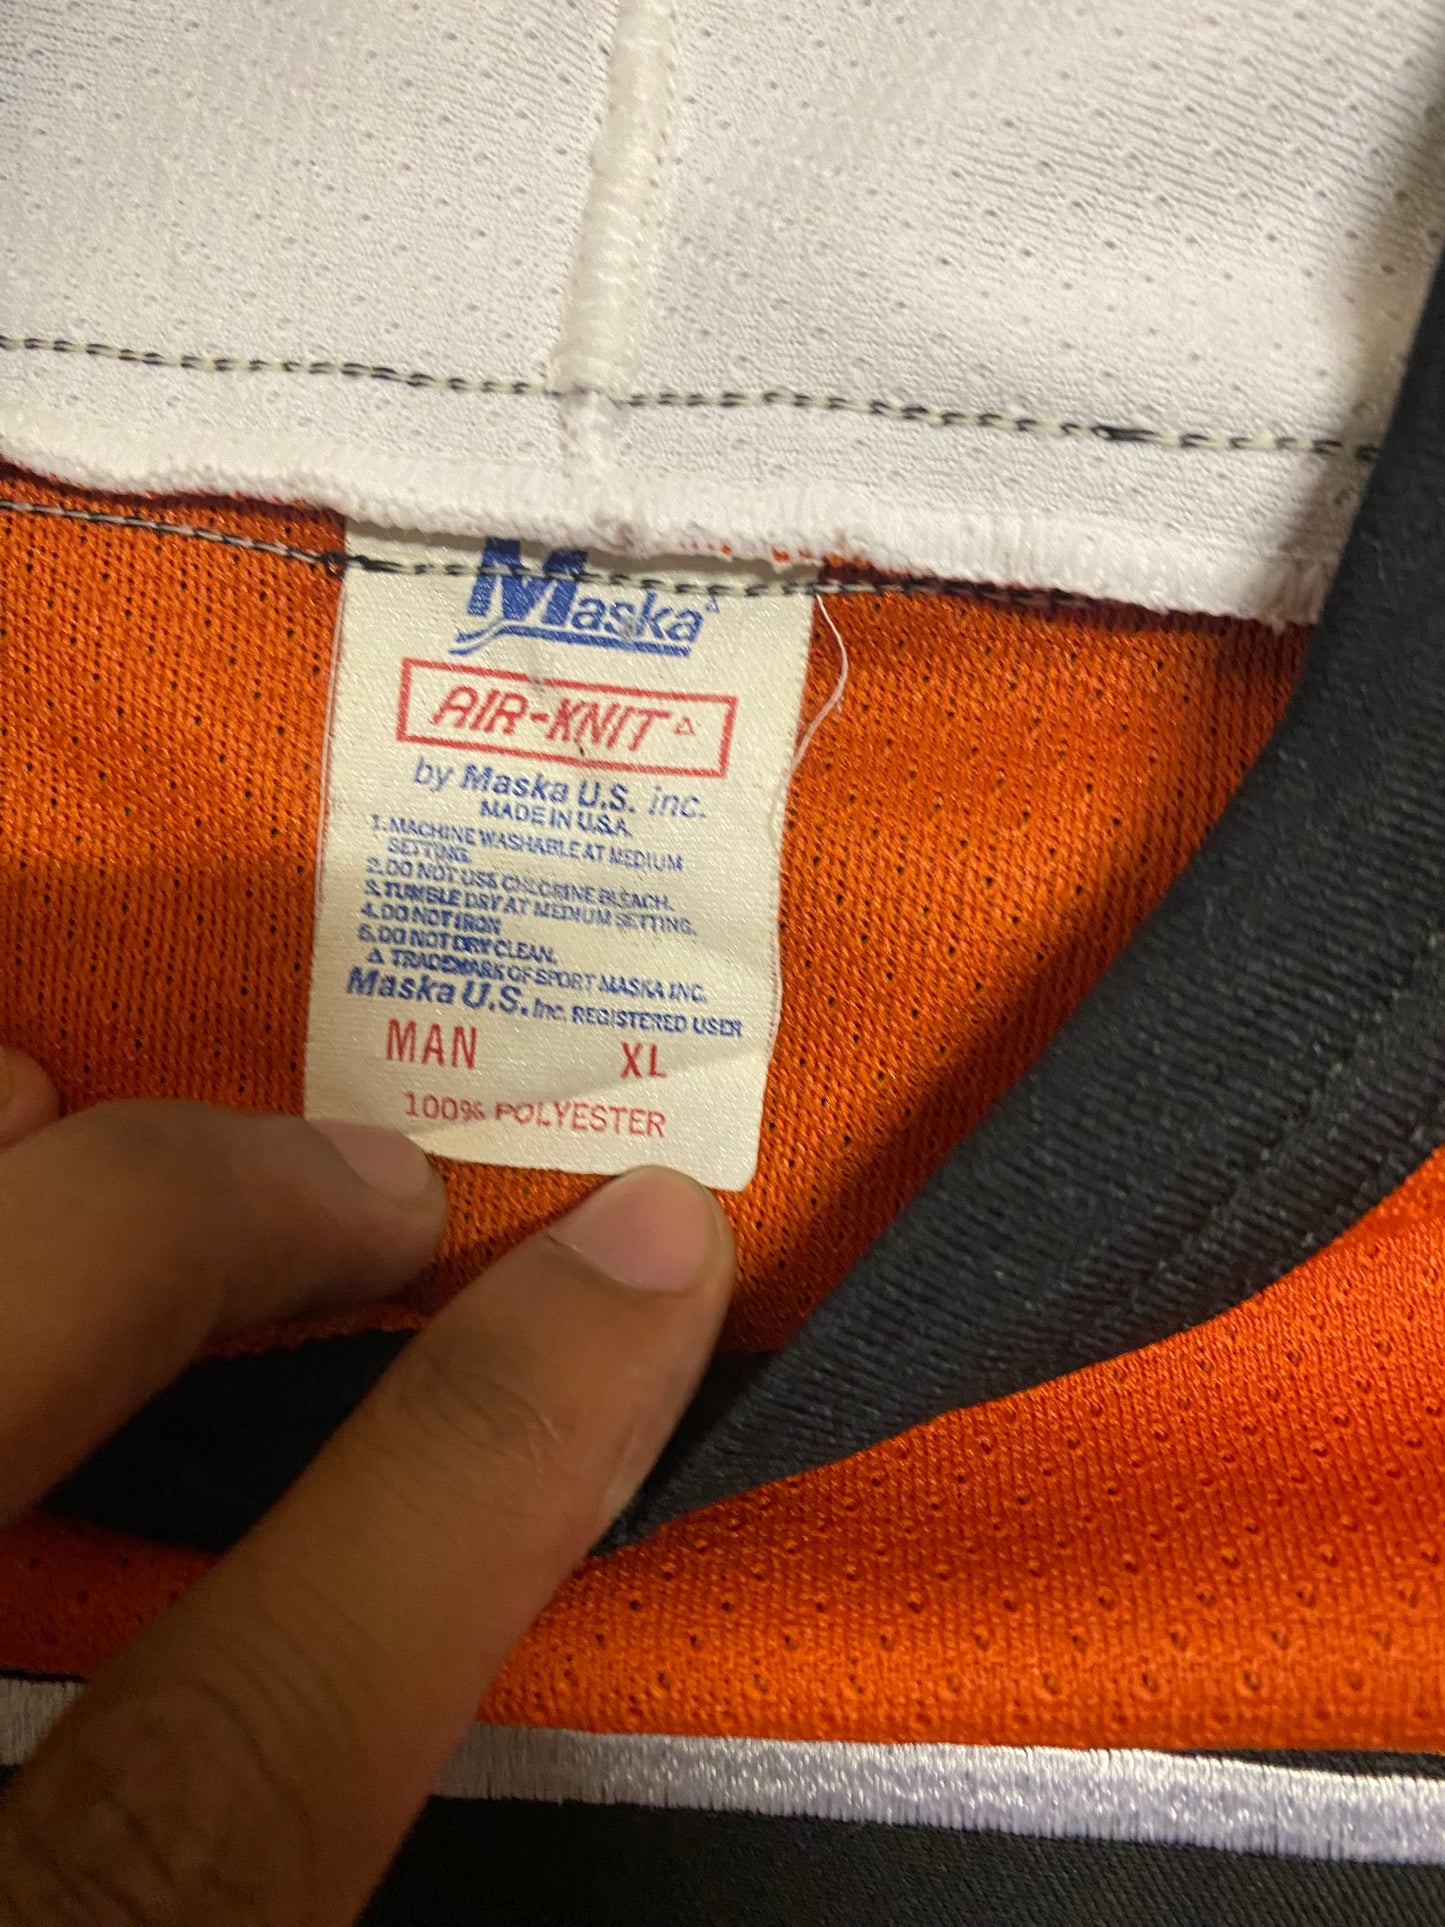 Maska△
AIR-KNIT△
by Maska U.S. inc.
MADE IN U.S.A.
1. MACHINE WASHABLE AT MEDIUM
SETTING.
2. DO NOT USE CHLORINE BLEACH.
3. TUMBLE DRY AT MEDIUM SETTING.
4. DO NOT IRON
5. DO NOT DRY CLEAN.
△ TRADEMARK OF SPORT MASKA INC.
Maska U.S. Inc. REGISTERED USER
MAN XL
100% POLYESTER